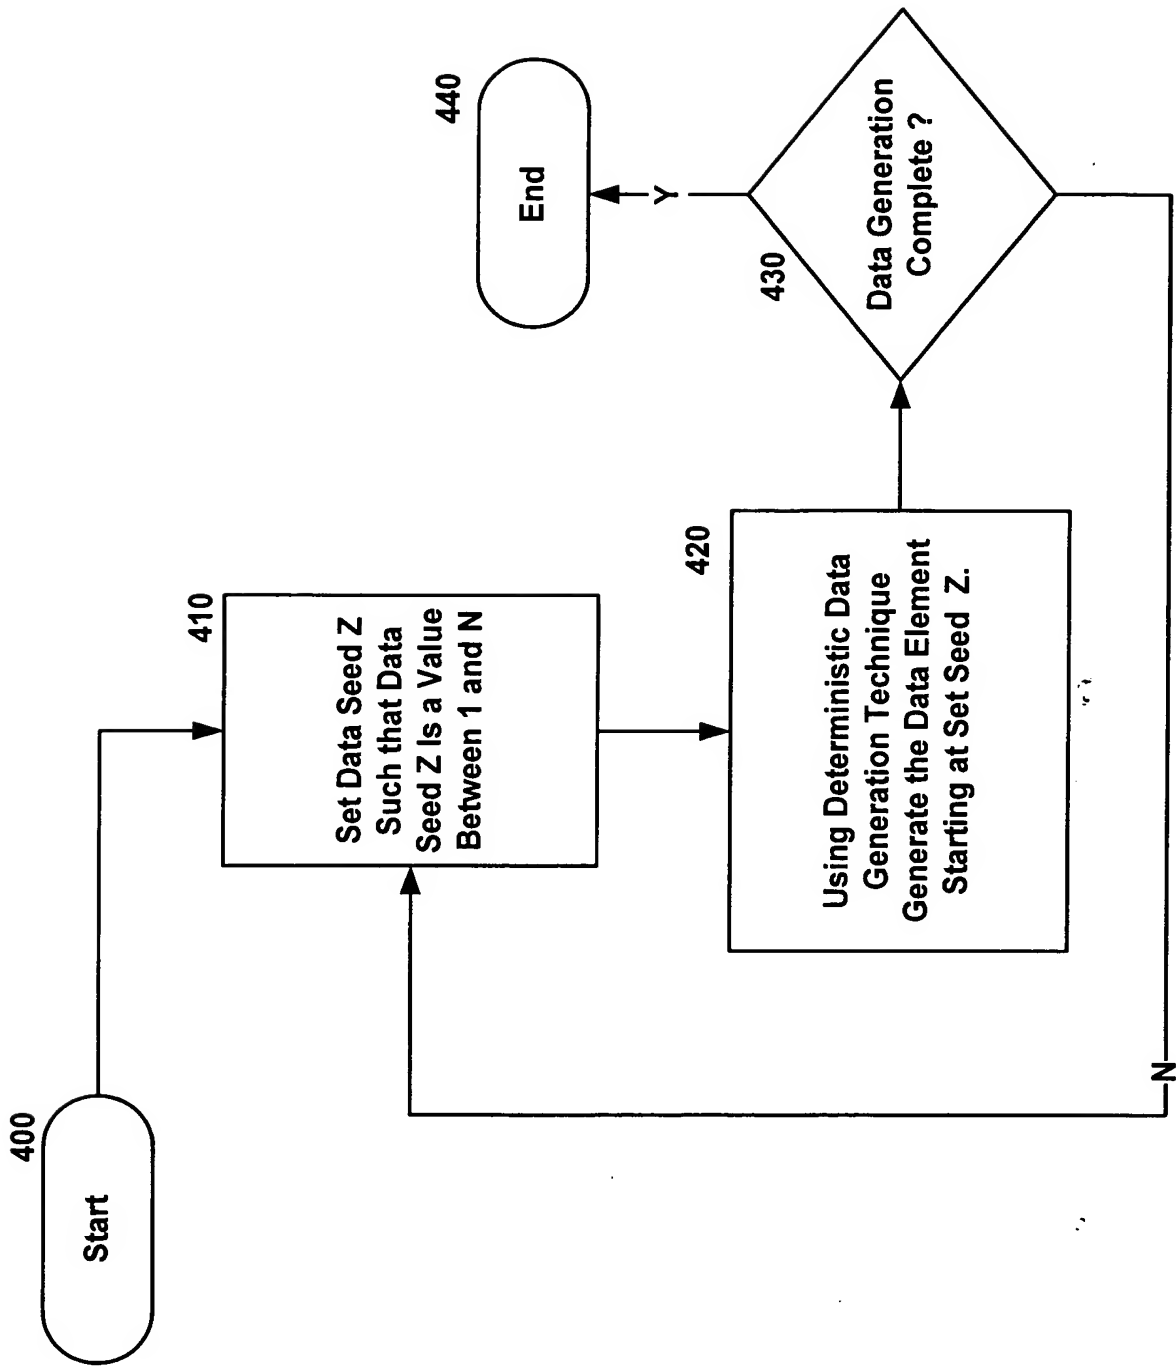 400
Start
410
Set Data Seed Z
Such that Data
Seed Z Is a Value
Between 1 and N
420
Using Deterministic Data
Generation Technique
Generate the Data Element
Starting at Set Seed Z.
430
Data Generation
Complete ?
Y
N
440
End